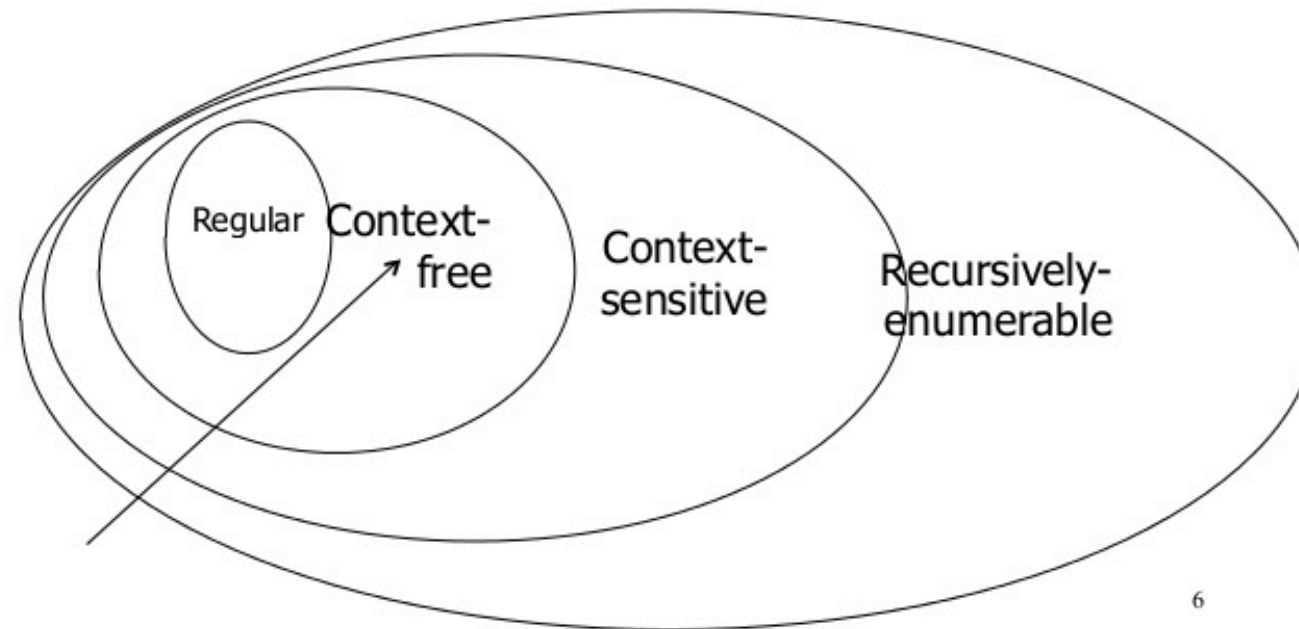 Regular
Context-
free
Context-
sensitive
Recursively-
enumerable
6